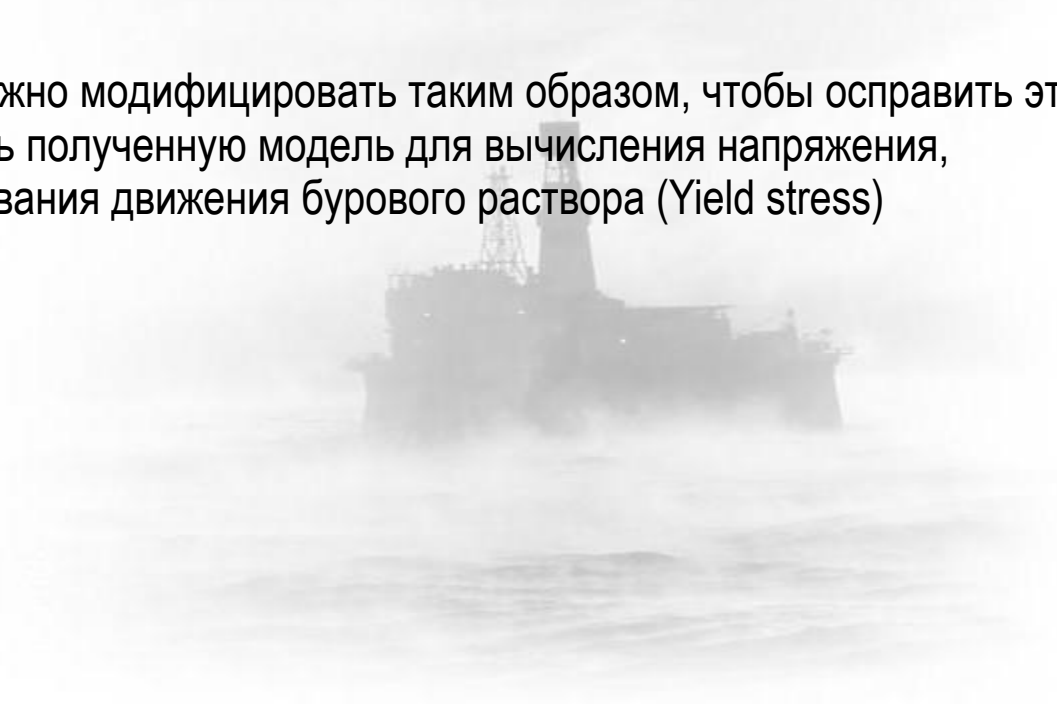 жно модифицировать таким образом, чтобы осправить эт
ь полученную модель для вычисления напряжения,
вания движения бурового раствора (Yield stress)